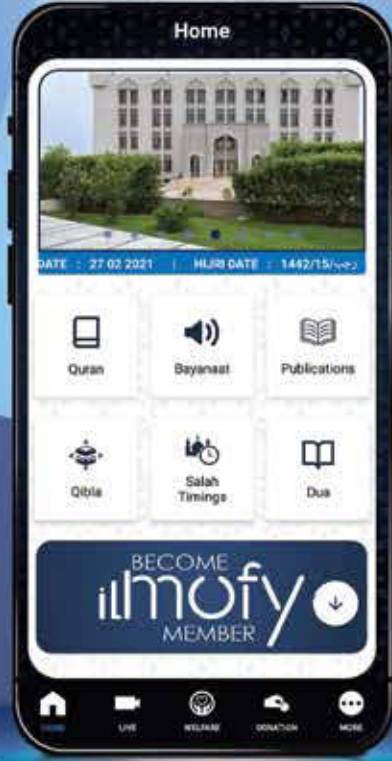 Home
DATE : 27 02 2021 | HIJRI DATE : 1442/15/رجب
Quran
Bayanaat
Publications
Qibla
Salah
Timings
Dua
BECOME
ilmofy
MEMBER
HOME
LIVE
WELFARE
DONATION
MORE